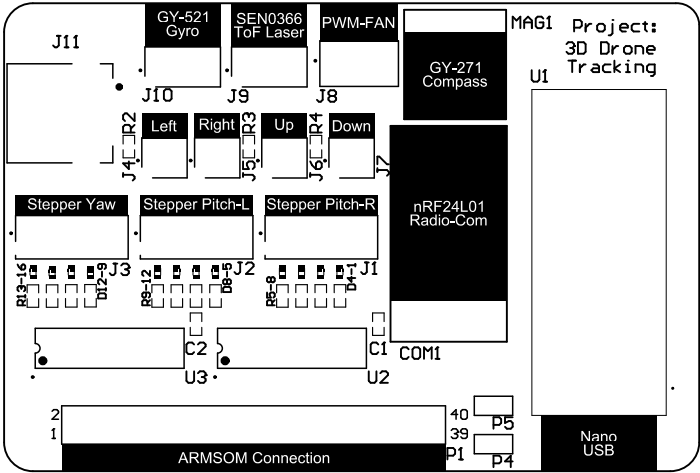 GY-521
Gyro
SEN0366
ToF Laser
PWM-FAN
MAG1
Project:
3D Drone
Tracking
J11
GY-271
Compass
U1
J10
J9
J8
R2
Left
Right
R3
Up
R4
Down
J4
J5
J6
J7
Stepper Yaw
Stepper Pitch-L
Stepper Pitch-R
nRF24L01
Radio-Com
J3
J2
J1
R13-16
D12-9
R9-12
D8-5
R5-8
D4-1
C2
C1
COM1
U3
U2
2
40
P5
1
39
P1
P4
ARMSOM Connection
Nano
USB